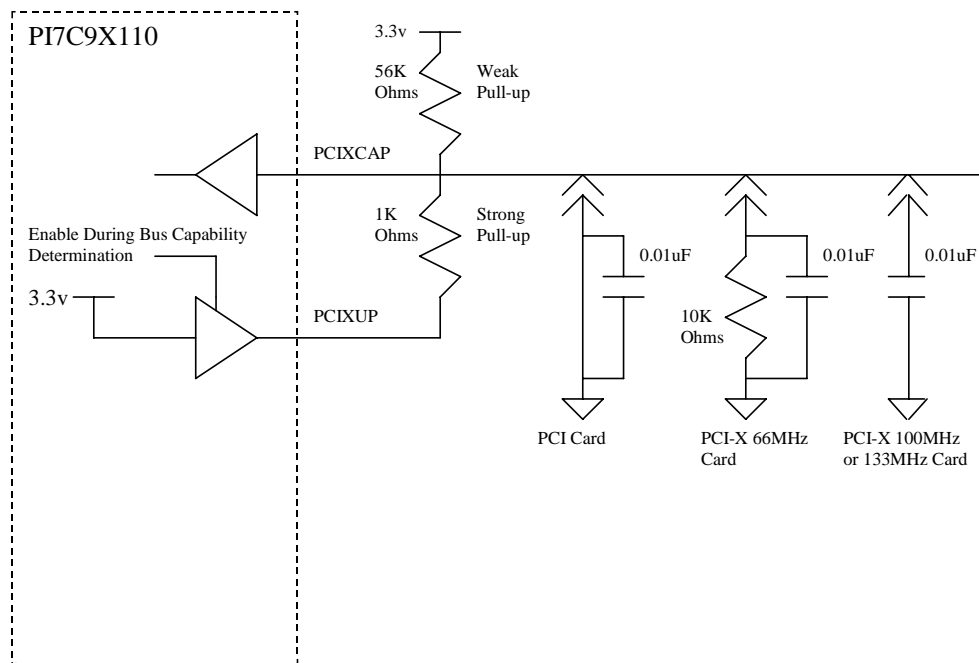 PI7C9X110
3.3v
56K
Ohms
Weak
Pull-up
PCIXCAP
1K
Ohms
Strong
Pull-up
Enable During Bus Capability
Determination
3.3v
PCIXUP
0.01uF
0.01uF
0.01uF
10K
Ohms
PCI Card
PCI-X 66MHz
Card
PCI-X 100MHz
or 133MHz Card